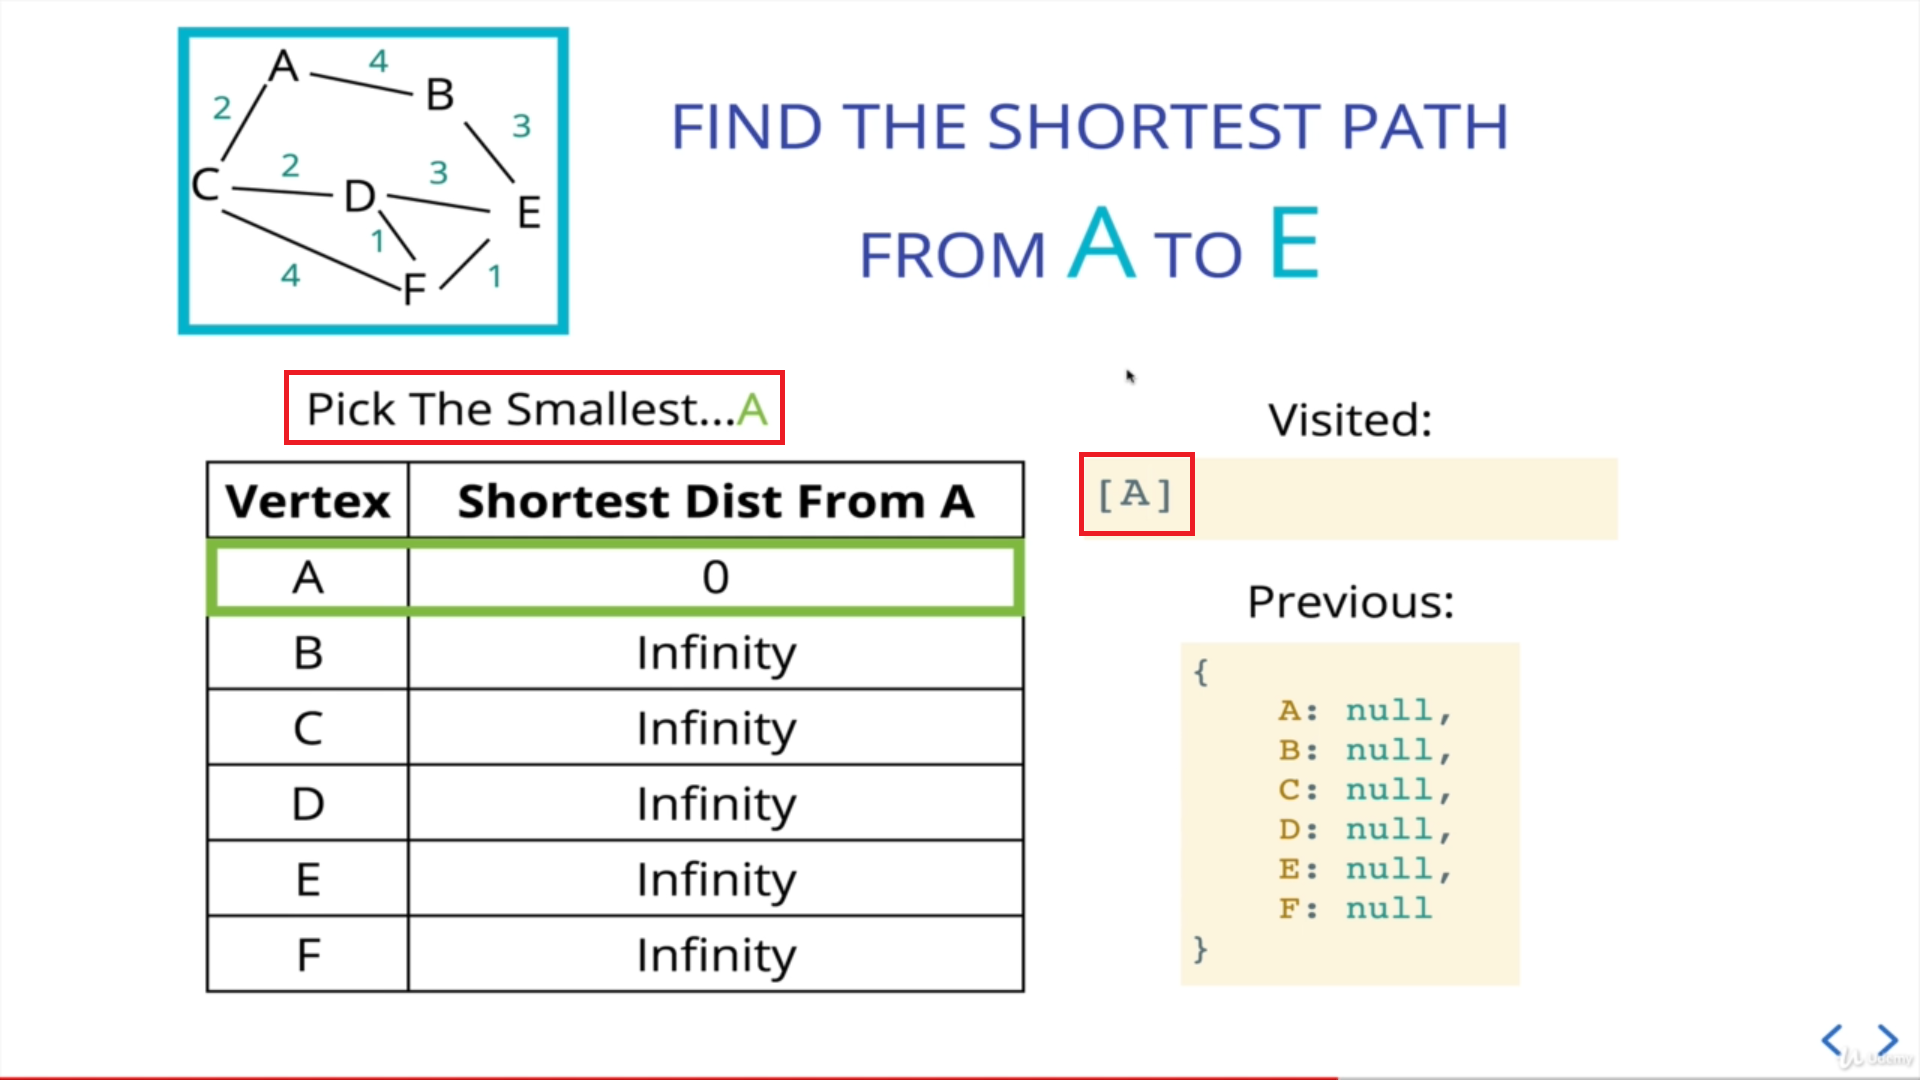 A 4 B
2 3
C 2 D 3 E
1
4 F 1
FIND THE SHORTEST PATH
FROM A TO E
Pick The Smallest...A
Vertex Shortest Dist From A
A 0
B Infinity
C Infinity
D Infinity
E Infinity
F Infinity
Visited:
[A]
Previous:
{
A: null,
B: null,
C: null,
D: null,
E: null,
F: null
}
Udemy